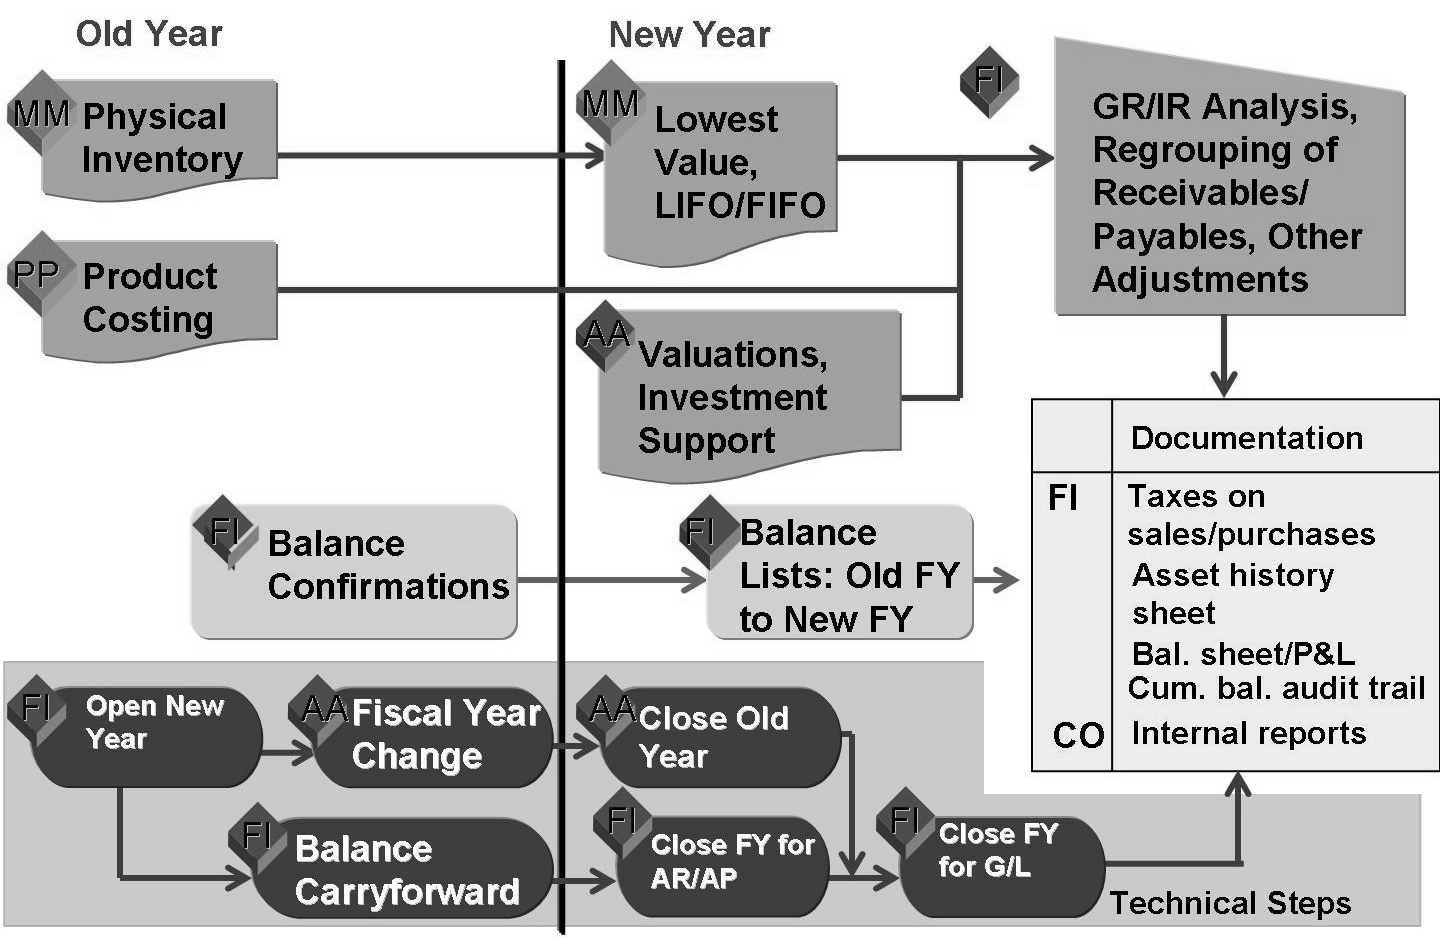 Old Year
New Year
MM
Physical
Inventory
MM
Lowest
Value,
LIFO/FIFO
FI
GR/IR Analysis,
Regrouping of
Receivables/
Payables, Other
Adjustments
PP
Product
Costing
AA
Valuations,
Investment
Support
FI
Balance
Confirmations
FI
Balance
Lists: Old FY
to New FY
Documentation
FI
Taxes on
sales/purchases
Asset history
sheet
Bal. sheet/P&L
Cum. bal. audit trail
CO
Internal reports
FI
Open New
Year
AA
Fiscal Year
Change
AA
Close Old
Year
FI
Balance
Carryforward
FI
Close FY for
AR/AP
FI
Close FY
for G/L
Technical Steps